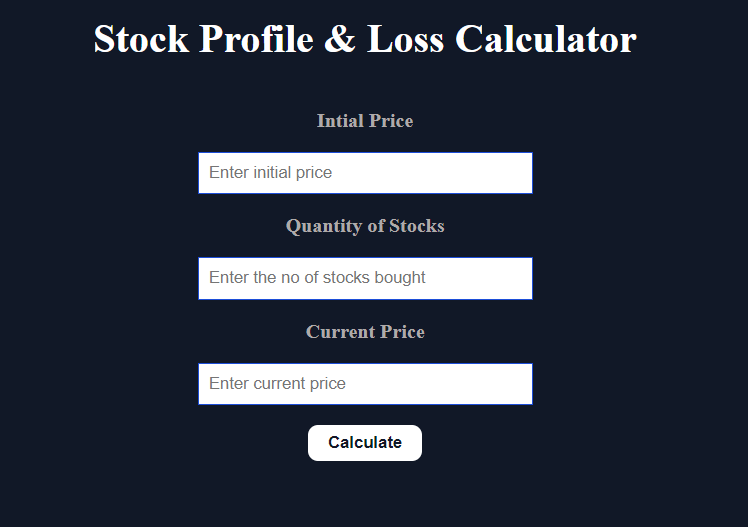 Stock Profile & Loss Calculator
Intial Price
Enter initial price
Quantity of Stocks
Enter the no of stocks bought
Current Price
Enter current price
Calculate